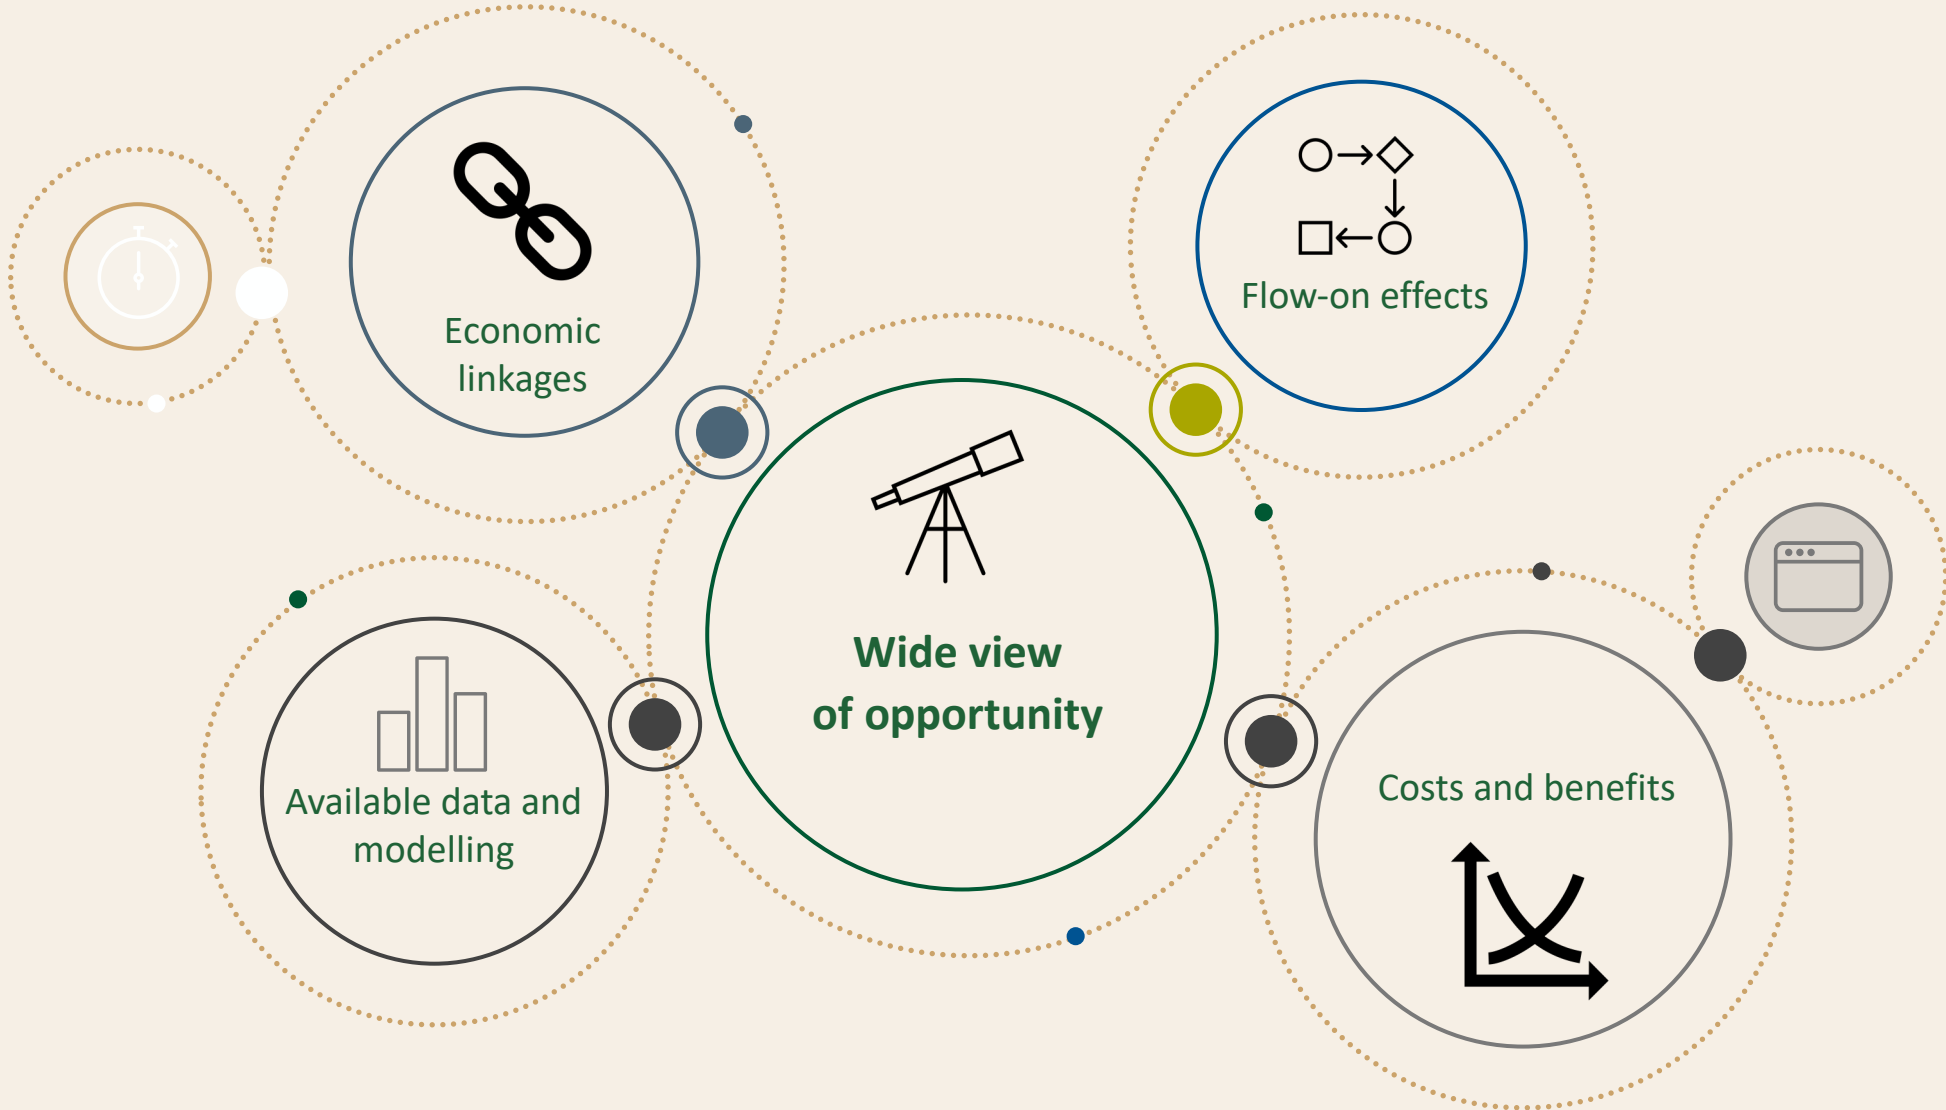 Economic
linkages
Flow-on effects
Wide view
of opportunity
Available data and
modelling
Costs and benefits